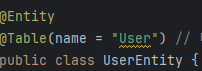 @Entity
@Table(name = "User") //
public class UserEntity {